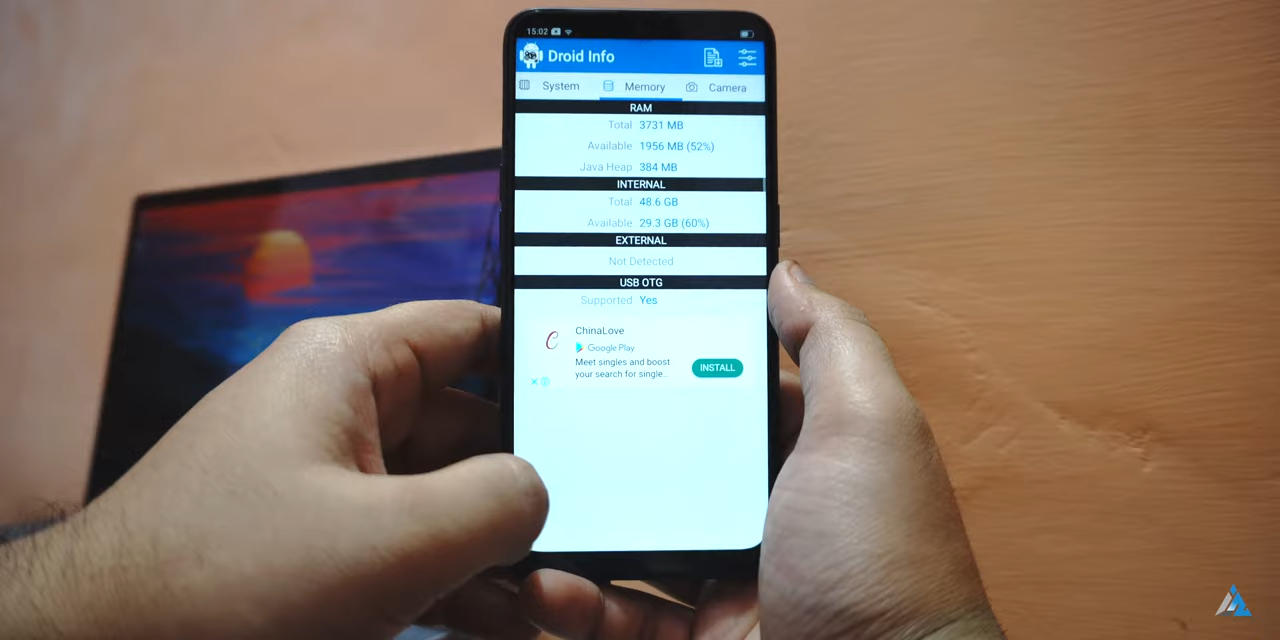 15:02
Droid Info
System Memory Camera
RAM
Total 3731 MB
Available 1956 MB (52%)
Java Heap 384 MB
INTERNAL
Total 48.6 GB
Available 29.3 GB (60%)
EXTERNAL
Not Detected
USB OTG
Supported Yes
ChinaLove
Google Play
Meet singles and boost
your search for single...
INSTALL